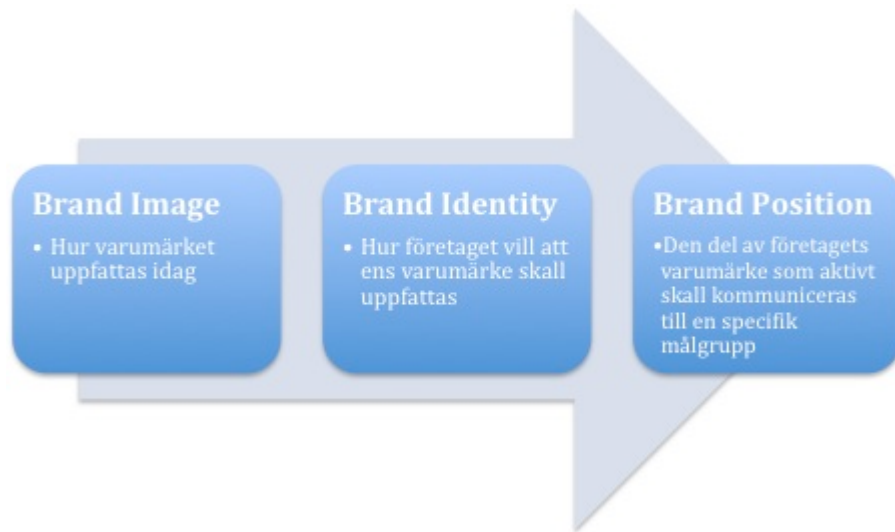 Brand Image
• Hur varumärket
uppfattas idag
Brand Identity
• Hur företaget vill att
ens varumärke skall
uppfattas
Brand Position
•Den del av företagets
varumärke som aktivt
skall kommuniceras
till en specifik
målgrupp